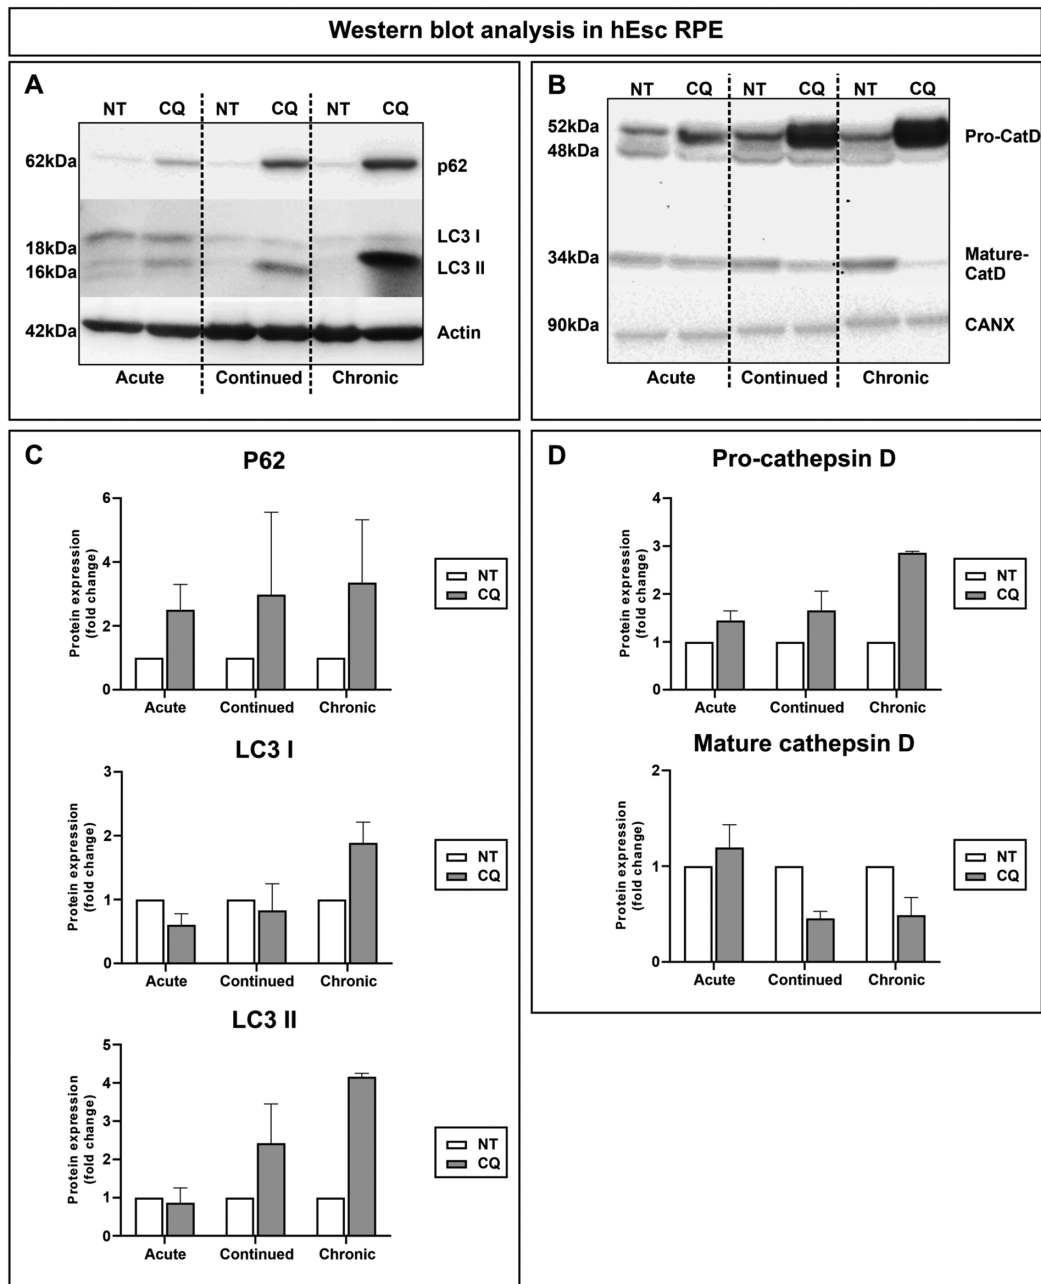 Western blot analysis in hEsc RPE
A
NT CQ NT CQ NT CQ
62kDa
p62
LC3 I
18kDa
LC3 II
16kDa
42kDa
Actin
Acute Continued Chronic
B
NT CQ NT CQ NT CQ
52kDa
Pro-CatD
48kDa
34kDa
Mature-
CatD
90kDa
CANX
Acute Continued Chronic
C
P62
Protein expression
(fold change)
6
4
2
0
Acute Continued Chronic
NT
CQ
LC3 I
Protein expression
(fold change)
3
2
1
0
Acute Continued Chronic
NT
CQ
LC3 II
Protein expression
(fold change)
5
4
3
2
1
0
Acute Continued Chronic
NT
CQ
D
Pro-cathepsin D
Protein expression
(fold change)
4
3
2
1
0
Acute Continued Chronic
NT
CQ
Mature cathepsin D
Protein expression
(fold change)
2
1
0
Acute Continued Chronic
NT
CQ